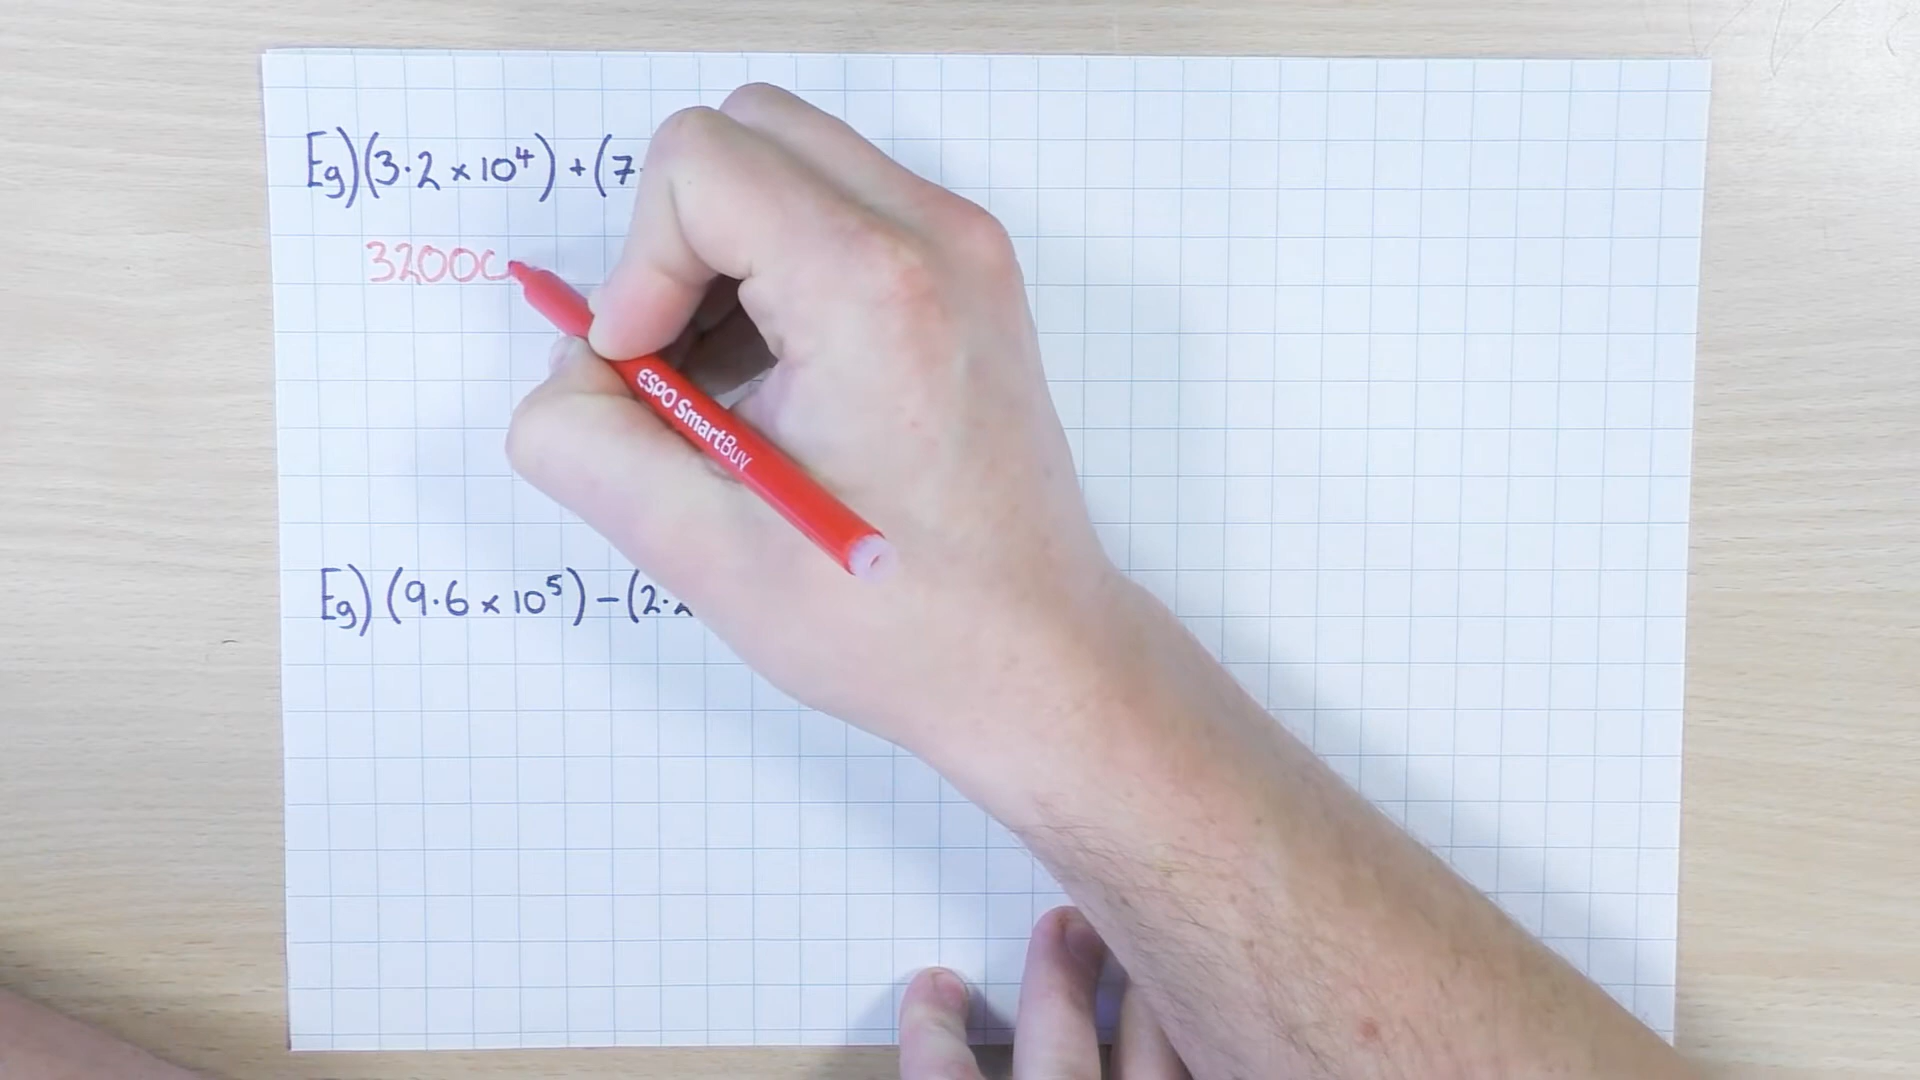 Eg) (3·2 × 10⁴) + (7·
32000
ESPO SmartBuy
Eg) (9·6 × 10⁵) − (2·